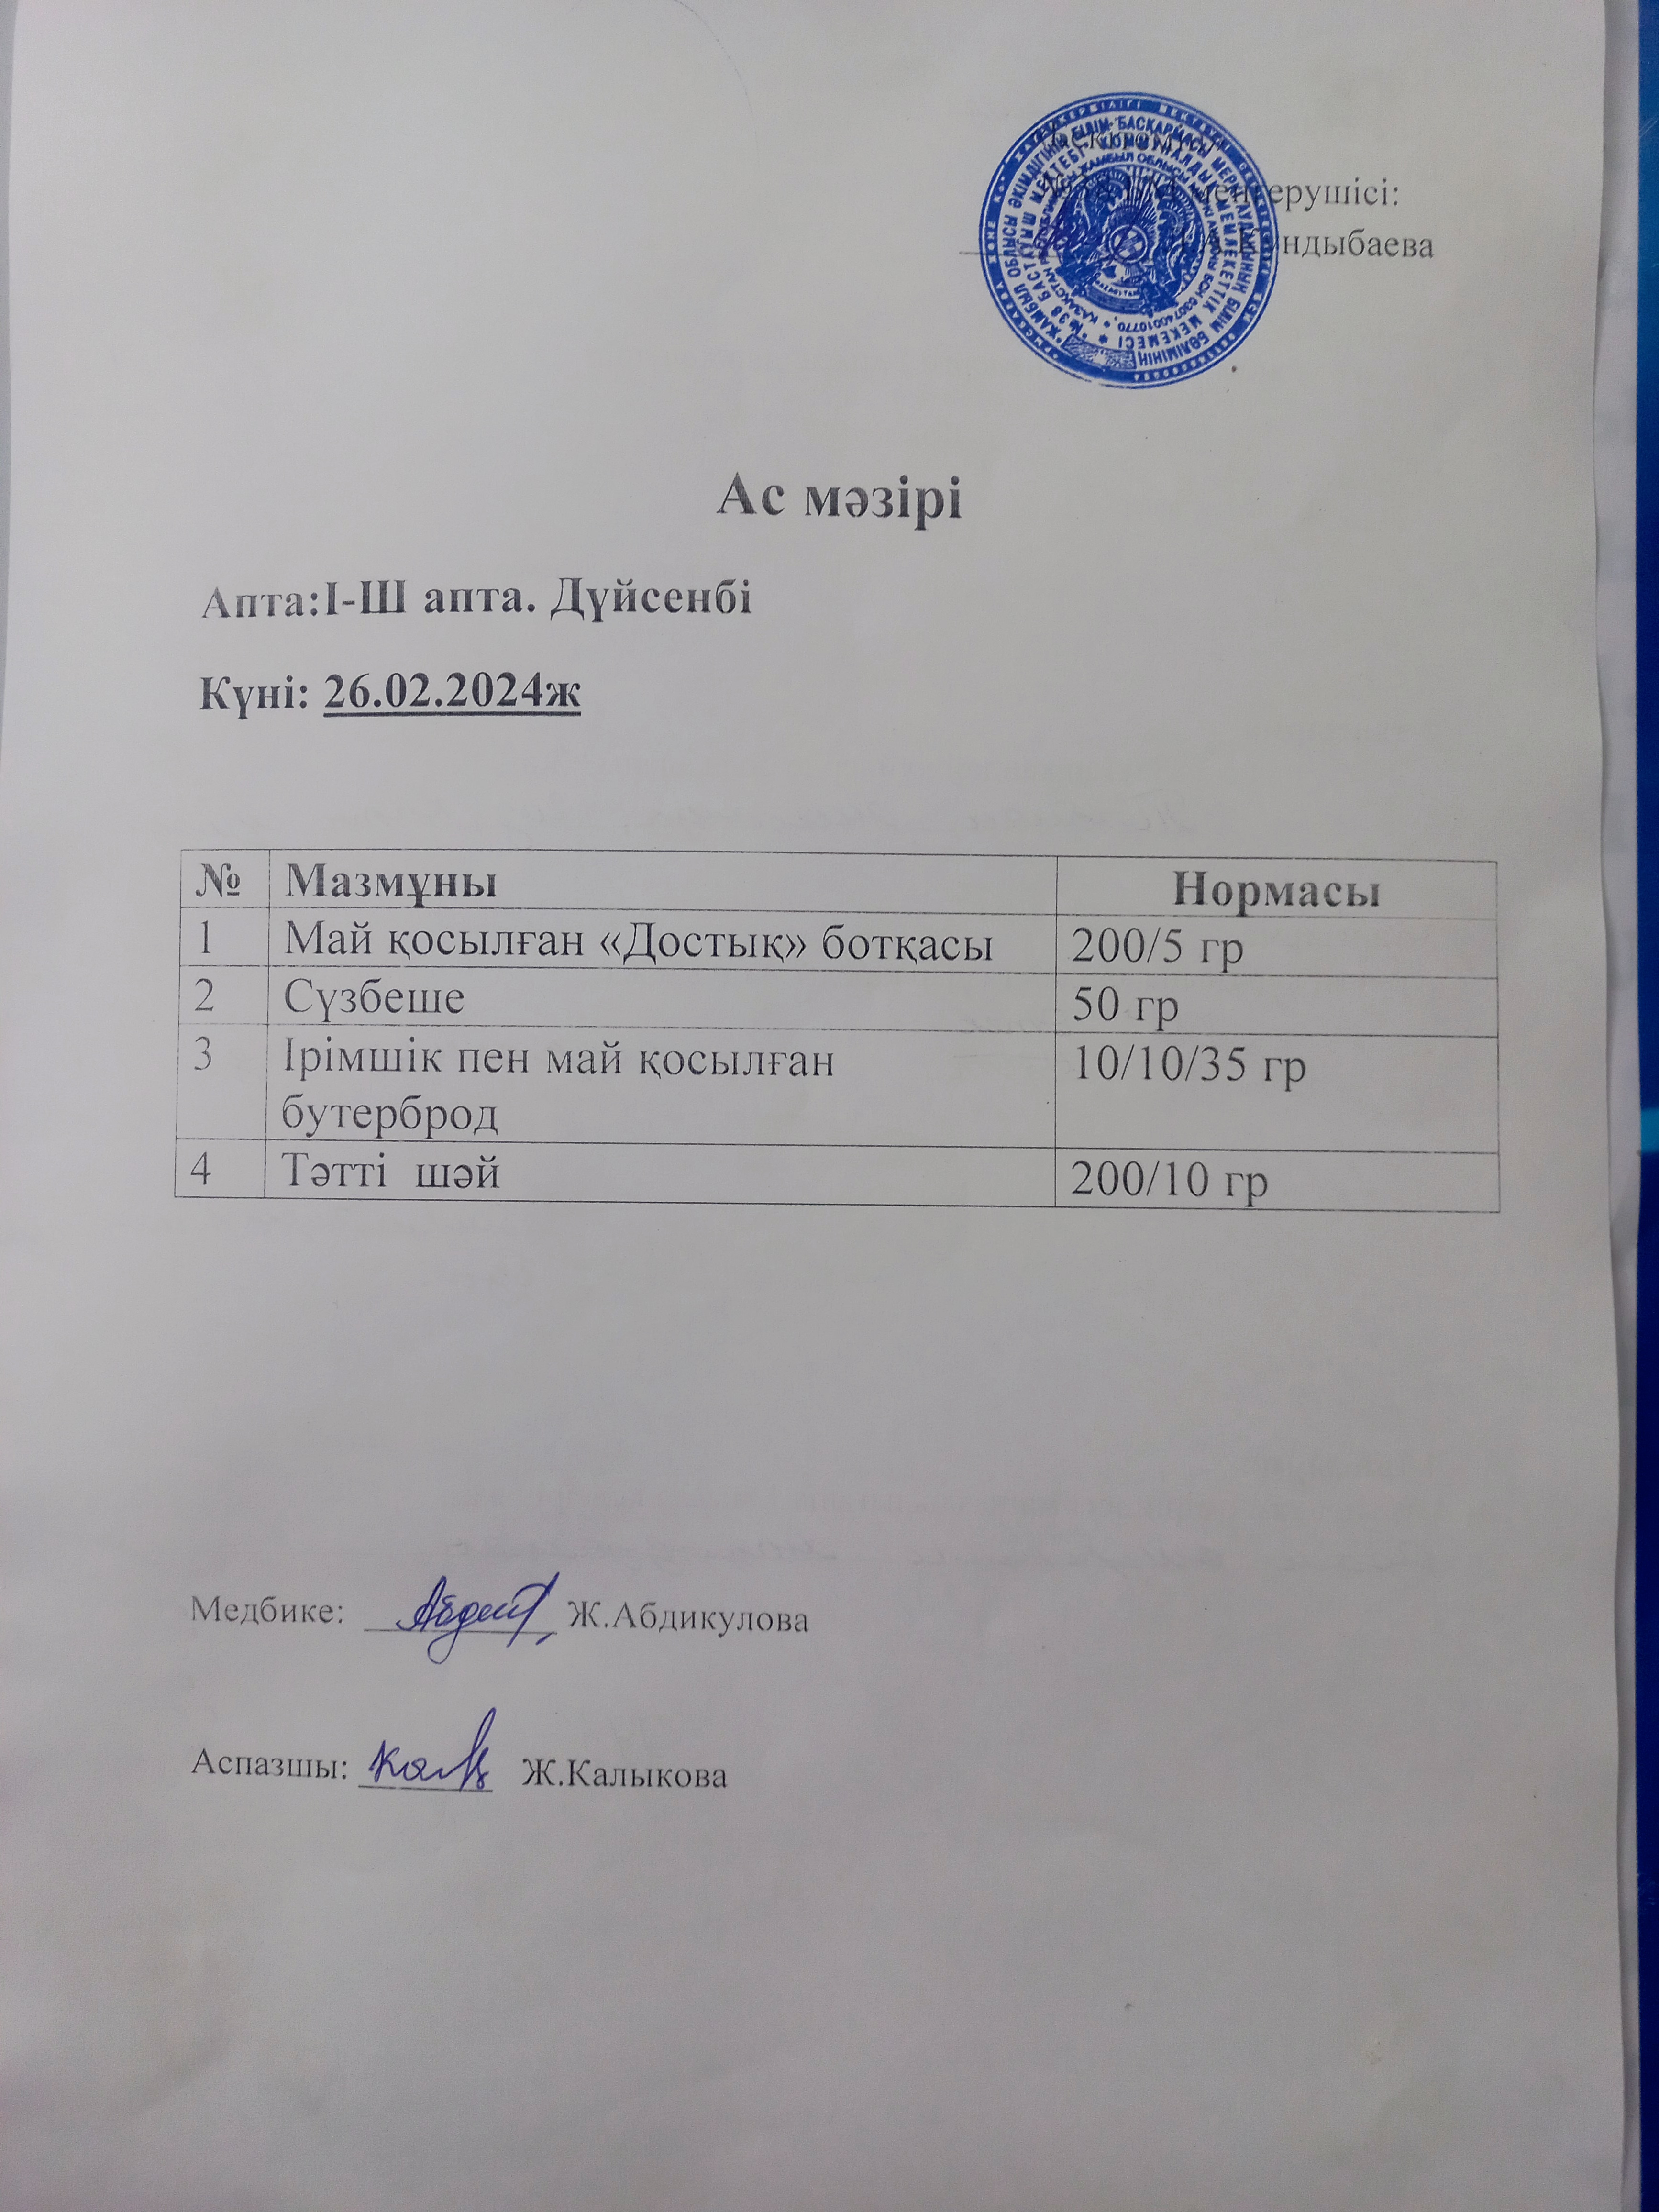 Бекітемін
меңгерушісі:
Ас мәзірі
Апта:І-ІІІ апта. Дүйсенбі
Күні: 26.02.2024ж
№ Мазмұны Нормасы
1 Май қосылған «Достық» ботқасы 200/5 гр
2 Сүзбеше 50 гр
3 Ірімшік пен май қосылған
бутерброд 10/10/35 гр
4 Тәтті шәй 200/10 гр
Медбике: Ж.Абдикулова
Аспазшы: Ж.Калыкова